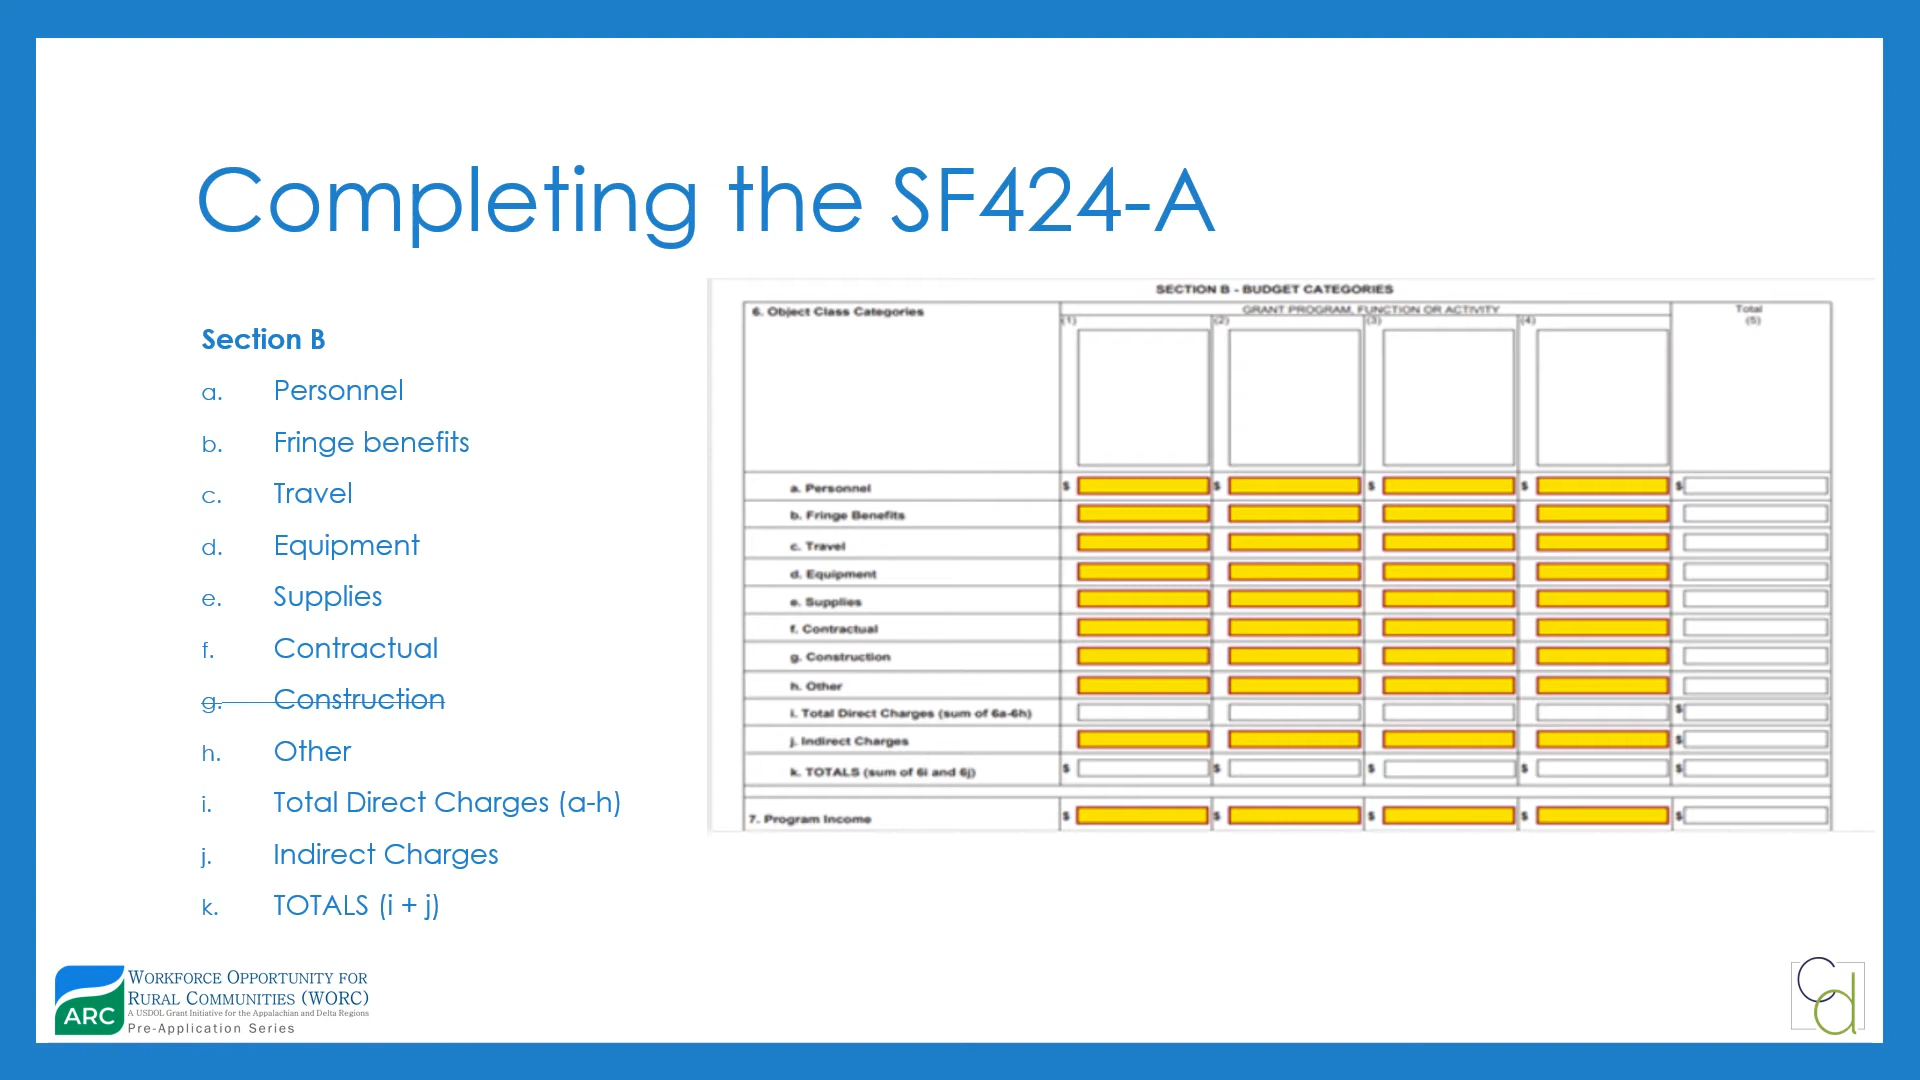 Completing the SF424-A
Section B
a. Personnel
b. Fringe benefits
c. Travel
d. Equipment
e. Supplies
f. Contractual
g. Construction
h. Other
i. Total Direct Charges (a-h)
j. Indirect Charges
k. TOTALS (i + j)
SECTION B - BUDGET CATEGORIES
6. Object Class Categories
GRANT PROGRAM, FUNCTION OR ACTIVITY
Total
(1) (2) (3) (4) (5)
a. Personnel $ $ $ $ $
b. Fringe Benefits
c. Travel
d. Equipment
e. Supplies
f. Contractual
g. Construction
h. Other
i. Total Direct Charges (sum of 6a-6h) $
j. Indirect Charges $
k. TOTALS (sum of 6i and 6j) $ $ $ $ $
7. Program Income $ $ $ $ $
ARC
WORKFORCE OPPORTUNITY FOR
RURAL COMMUNITIES (WORC)
A USDOL Grant Initiative for the Appalachian and Delta Regions
Pre-Application Series
cd